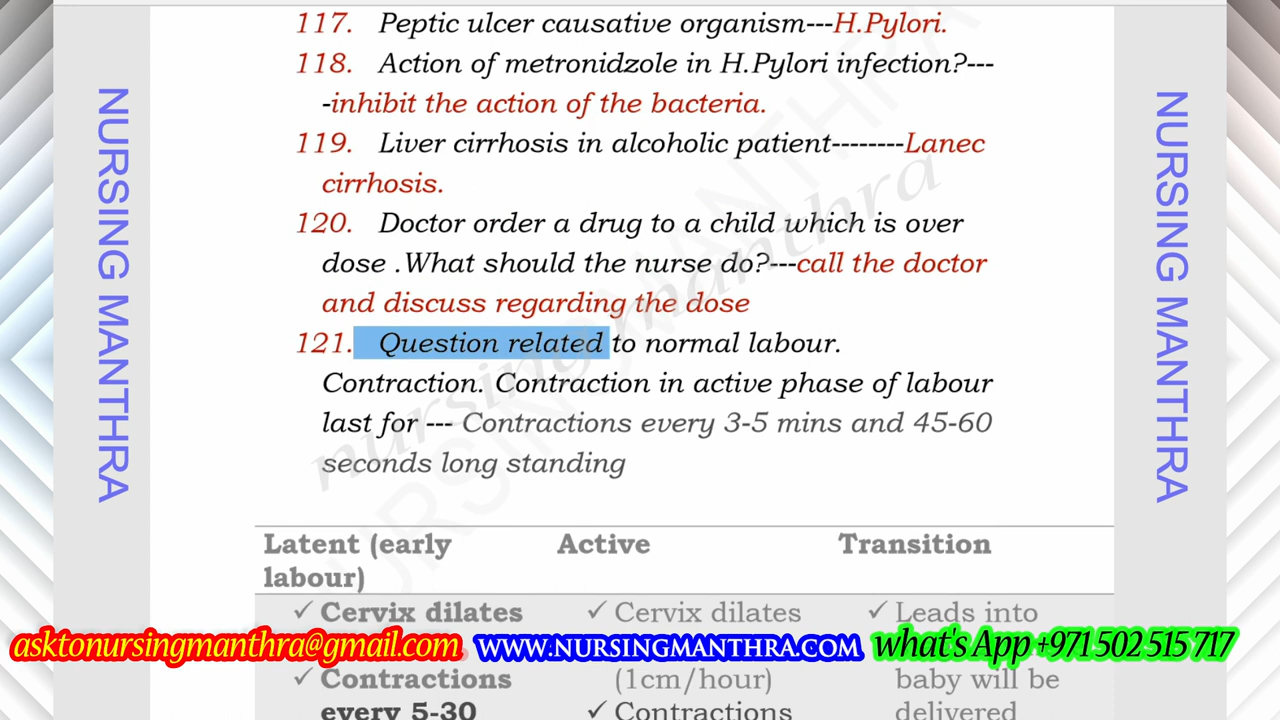 117. Peptic ulcer causative organism---H.Pylori.
118. Action of metronidzole in H.Pylori infection?---
-inhibit the action of the bacteria.
119. Liver cirrhosis in alcoholic patient--------Lanec
cirrhosis.
120. Doctor order a drug to a child which is over
dose .What should the nurse do?---call the doctor
and discuss regarding the dose
121. Question related to normal labour.
Contraction. Contraction in active phase of labour
last for --- Contractions every 3-5 mins and 45-60
seconds long standing
Latent (early labour)
✓ Cervix dilates
✓ Contractions
every 5-30
Active
✓ Cervix dilates
(1cm/hour)
✓ Contractions
Transition
✓ Leads into
baby will be
delivered
NURSING MANTHRA
NURSING MANTHRA
nursing manthra
NURSING MANTHRA
asktonursingmanthra@gmail.com
WWW.NURSINGMANTHRA.COM
what's App +971 502 515 717